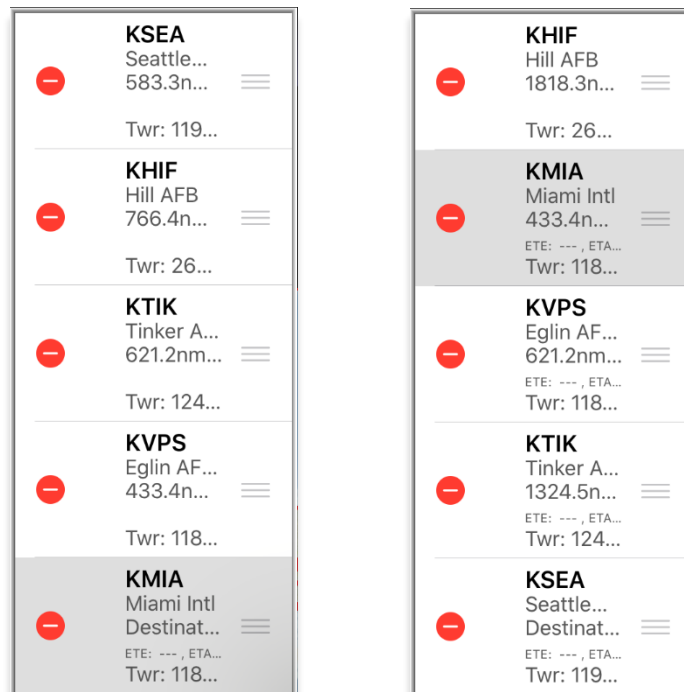 KSEA
Seattle...
583.3n...
Twr: 119...
KHIF
Hill AFB
766.4n...
Twr: 26...
KTIK
Tinker A...
621.2nm...
Twr: 124...
KVPS
Eglin AF...
433.4n...
Twr: 118...
KMIA
Miami Intl
Destinat...
ETE: --- , ETA...
Twr: 118...
KHIF
Hill AFB
1818.3n...
Twr: 26...
KMIA
Miami Intl
433.4n...
ETE: --- , ETA...
Twr: 118...
KVPS
Eglin AF...
621.2nm...
ETE: --- , ETA...
Twr: 118...
KTIK
Tinker A...
1324.5n...
ETE: --- , ETA...
Twr: 124...
KSEA
Seattle...
Destinat...
ETE: --- , ETA...
Twr: 119...